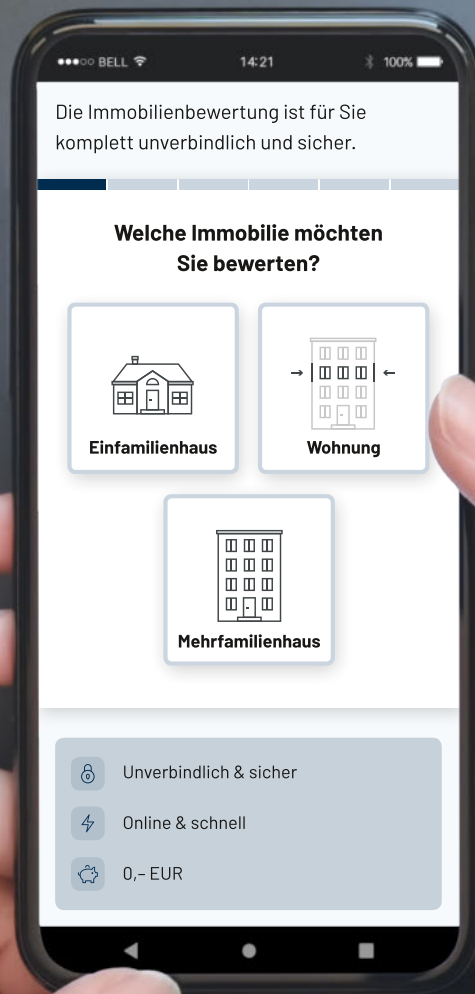 BELL 14:21 100%
Die Immobilienbewertung ist für Sie
komplett unverbindlich und sicher.
Welche Immobilie möchten
Sie bewerten?
Einfamilienhaus
Wohnung
Mehrfamilienhaus
Unverbindlich & sicher
Online & schnell
0,– EUR